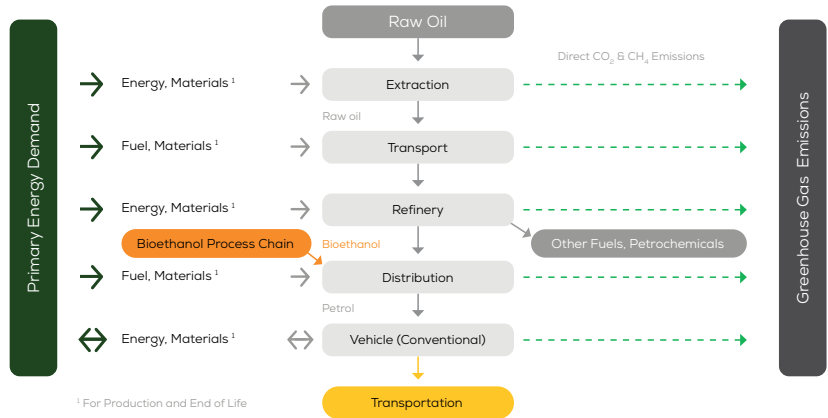 Raw Oil
Primary Energy Demand
Greenhouse Gas Emissions
Direct CO₂ & CH₄ Emissions
Energy, Materials ¹
Extraction
Raw oil
Fuel, Materials ¹
Transport
Energy, Materials ¹
Refinery
Bioethanol Process Chain
Bioethanol
Other Fuels, Petrochemicals
Fuel, Materials ¹
Distribution
Petrol
Energy, Materials ¹
Vehicle (Conventional)
¹ For Production and End of Life
Transportation